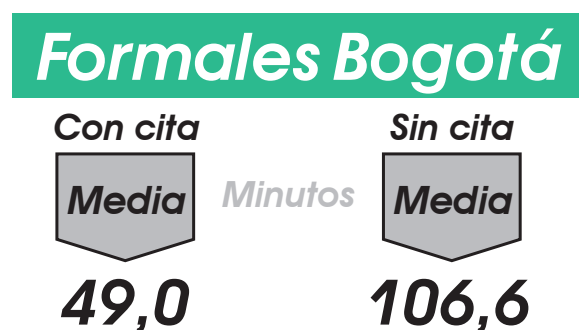 Formales Bogotá
Con cita Sin cita
Media Minutos Media
49,0 106,6